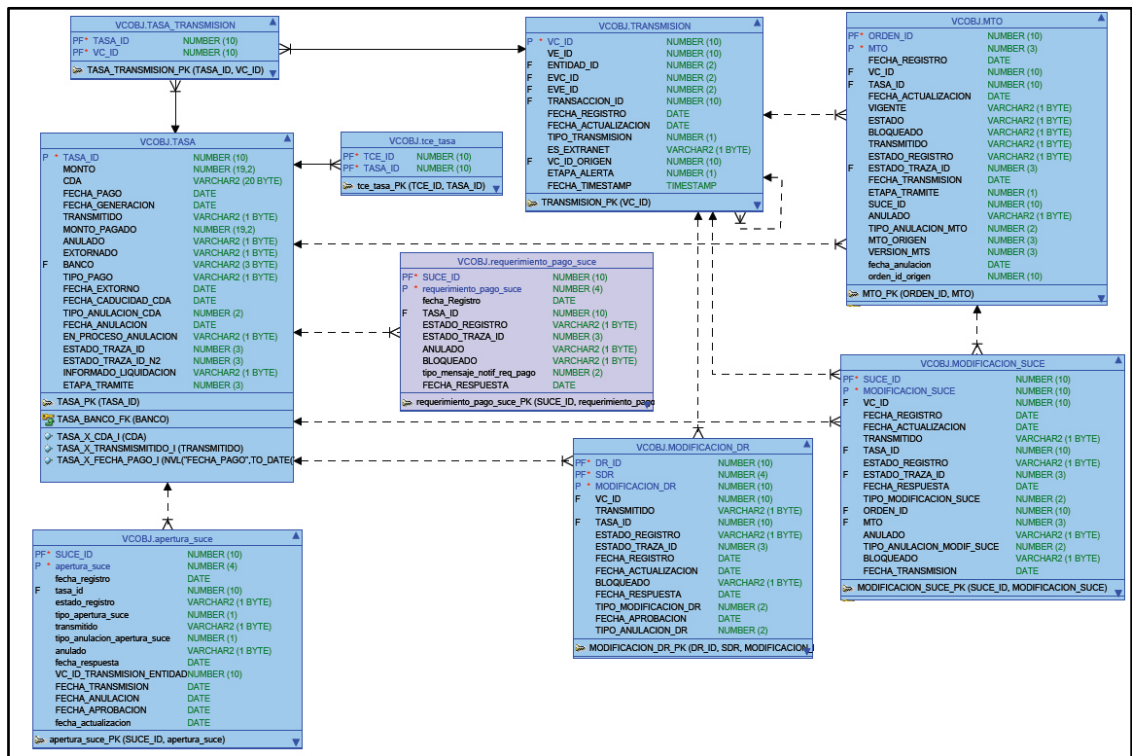 VCOBJ.TASA_TRANSMISION
PF* TASA_ID NUMBER (10)
PF* VC_ID NUMBER (10)
TASA_TRANSMISION_PK (TASA_ID, VC_ID)
VCOBJ.TRANSMISION
P * VC_ID NUMBER (10)
VE_ID NUMBER (10)
F ENTIDAD_ID NUMBER (2)
F EVC_ID NUMBER (2)
F EVE_ID NUMBER (2)
F TRANSACCION_ID NUMBER (10)
FECHA_REGISTRO DATE
FECHA_ACTUALIZACION DATE
TIPO_TRANSMISION NUMBER (1)
ES_EXTRANET VARCHAR2 (1 BYTE)
F VC_ID_ORIGEN NUMBER (10)
ETAPA_ALERTA NUMBER (1)
FECHA_TIMESTAMP TIMESTAMP
TRANSMISION_PK (VC_ID)
VCOBJ.MTO
PF* ORDEN_ID NUMBER (10)
P * MTO NUMBER (3)
FECHA_REGISTRO DATE
F VC_ID NUMBER (10)
F TASA_ID NUMBER (10)
FECHA_ACTUALIZACION DATE
VIGENTE VARCHAR2 (1 BYTE)
ESTADO VARCHAR2 (1 BYTE)
BLOQUEADO VARCHAR2 (1 BYTE)
TRANSMITIDO VARCHAR2 (1 BYTE)
ESTADO_REGISTRO VARCHAR2 (1 BYTE)
F ESTADO_TRAZA_ID NUMBER (3)
FECHA_TRANSMISION DATE
ETAPA_TRAMITE NUMBER (1)
SUCE_ID NUMBER (10)
ANULADO VARCHAR2 (1 BYTE)
TIPO_ANULACION_MTO NUMBER (2)
MTO_ORIGEN NUMBER (3)
VERSION_MTS NUMBER (3)
fecha_anulacion DATE
orden_id_origen NUMBER (10)
MTO_PK (ORDEN_ID, MTO)
VCOBJ.TASA
P * TASA_ID NUMBER (10)
MONTO NUMBER (19,2)
CDA VARCHAR2 (20 BYTE)
FECHA_PAGO DATE
FECHA_GENERACION DATE
TRANSMITIDO VARCHAR2 (1 BYTE)
MONTO_PAGADO NUMBER (19,2)
ANULADO VARCHAR2 (1 BYTE)
EXTORNADO VARCHAR2 (1 BYTE)
F BANCO VARCHAR2 (3 BYTE)
TIPO_PAGO VARCHAR2 (1 BYTE)
FECHA_EXTORNO DATE
FECHA_CADUCIDAD_CDA DATE
TIPO_ANULACION_CDA NUMBER (2)
FECHA_ANULACION DATE
EN_PROCESO_ANULACION VARCHAR2 (1 BYTE)
ESTADO_TRAZA_ID NUMBER (3)
ESTADO_TRAZA_ID_N2 NUMBER (3)
INFORMADO_LIQUIDACION VARCHAR2 (1 BYTE)
ETAPA_TRAMITE NUMBER (3)
TASA_PK (TASA_ID)
TASA_BANCO_FK (BANCO)
TASA_X_CDA_I (CDA)
TASA_X_TRANSMISMITIDO_I (TRANSMITIDO)
TASA_X_FECHA_PAGO_I (NVL("FECHA_PAGO",TO_DATE(
VCOBJ.tce_tasa
PF* TCE_ID NUMBER (10)
PF* TASA_ID NUMBER (10)
tce_tasa_PK (TCE_ID, TASA_ID)
VCOBJ.requerimiento_pago_suce
PF* SUCE_ID NUMBER (10)
P * requerimiento_pago_suce NUMBER (4)
fecha_Registro DATE
F TASA_ID NUMBER (10)
ESTADO_REGISTRO VARCHAR2 (1 BYTE)
ESTADO_TRAZA_ID NUMBER (3)
ANULADO VARCHAR2 (1 BYTE)
BLOQUEADO VARCHAR2 (1 BYTE)
tipo_mensaje_notif_req_pago NUMBER (2)
FECHA_RESPUESTA DATE
requerimiento_pago_suce_PK (SUCE_ID, requerimiento_pago
VCOBJ.MODIFICACION_SUCE
PF* SUCE_ID NUMBER (10)
P * MODIFICACION_SUCE NUMBER (10)
F VC_ID NUMBER (10)
FECHA_REGISTRO DATE
FECHA_ACTUALIZACION DATE
TRANSMITIDO VARCHAR2 (1 BYTE)
F TASA_ID NUMBER (10)
ESTADO_REGISTRO VARCHAR2 (1 BYTE)
F ESTADO_TRAZA_ID NUMBER (3)
FECHA_RESPUESTA DATE
TIPO_MODIFICACION_SUCE NUMBER (2)
F ORDEN_ID NUMBER (10)
F MTO NUMBER (3)
ANULADO VARCHAR2 (1 BYTE)
TIPO_ANULACION_MODIF_SUCE NUMBER (2)
BLOQUEADO VARCHAR2 (1 BYTE)
FECHA_TRANSMISION DATE
MODIFICACION_SUCE_PK (SUCE_ID, MODIFICACION_SUCE)
VCOBJ.MODIFICACION_DR
PF* DR_ID NUMBER (10)
PF* SDR NUMBER (4)
P * MODIFICACION_DR NUMBER (10)
F VC_ID NUMBER (10)
TRANSMITIDO VARCHAR2 (1 BYTE)
F TASA_ID NUMBER (10)
ESTADO_REGISTRO VARCHAR2 (1 BYTE)
ESTADO_TRAZA_ID NUMBER (3)
FECHA_REGISTRO DATE
FECHA_ACTUALIZACION DATE
BLOQUEADO VARCHAR2 (1 BYTE)
FECHA_RESPUESTA DATE
TIPO_MODIFICACION_DR NUMBER (2)
FECHA_APROBACION DATE
TIPO_ANULACION_DR NUMBER (2)
MODIFICACION_DR_PK (DR_ID, SDR, MODIFICACION_
VCOBJ.apertura_suce
PF* SUCE_ID NUMBER (10)
P * apertura_suce NUMBER (4)
fecha_registro DATE
F tasa_id NUMBER (10)
estado_registro VARCHAR2 (1 BYTE)
tipo_apertura_suce NUMBER (1)
transmitido VARCHAR2 (1 BYTE)
tipo_anulacion_apertura_suce NUMBER (1)
anulado VARCHAR2 (1 BYTE)
fecha_respuesta DATE
VC_ID_TRANSMISION_ENTIDAD NUMBER (10)
FECHA_TRANSMISION DATE
FECHA_ANULACION DATE
FECHA_APROBACION DATE
fecha_actualizacion DATE
apertura_suce_PK (SUCE_ID, apertura_suce)